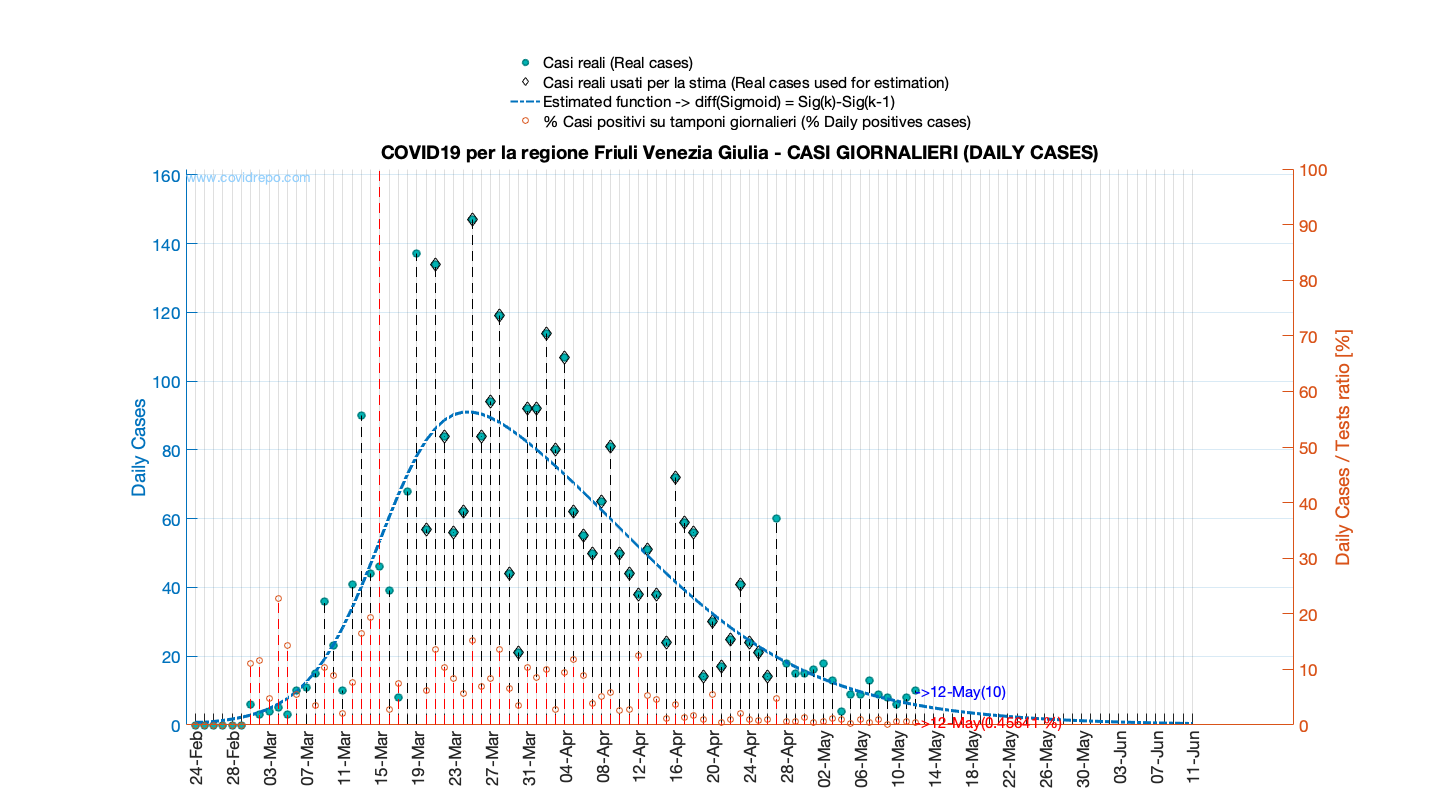 Casi reali (Real cases)
Casi reali usati per la stima (Real cases used for estimation)
Estimated function -> diff(Sigmoid) = Sig(k)-Sig(k-1)
% Casi positivi su tamponi giornalieri (% Daily positives cases)
COVID19 per la regione Friuli Venezia Giulia - CASI GIORNALIERI (DAILY CASES)
www.covidrepo.com
Daily Cases
160
140
120
100
80
60
40
20
0
100
90
80
70
60
50
40
30
20
10
0
Daily Cases / Tests ratio [%]
>12-May(10)
>12-May(0.45641 %)
24-Feb
28-Feb
03-Mar
07-Mar
11-Mar
15-Mar
19-Mar
23-Mar
27-Mar
31-Mar
04-Apr
08-Apr
12-Apr
16-Apr
20-Apr
24-Apr
28-Apr
02-May
06-May
10-May
14-May
18-May
22-May
26-May
30-May
03-Jun
07-Jun
11-Jun